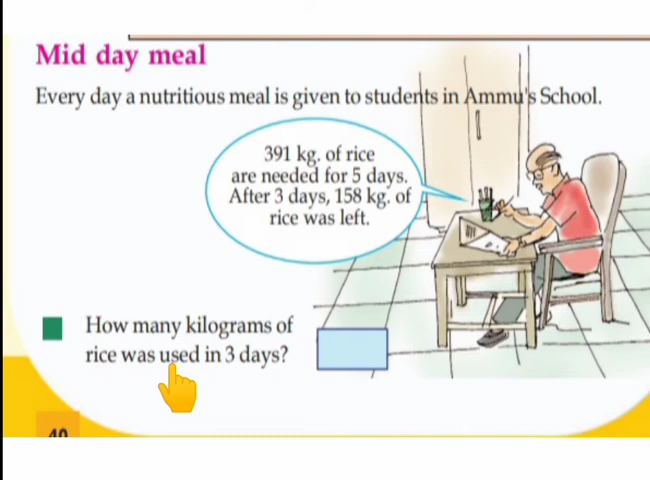 Mid day meal
Every day a nutritious meal is given to students in Ammu's School.
391 kg. of rice
are needed for 5 days.
After 3 days, 158 kg. of
rice was left.
How many kilograms of
rice was used in 3 days?
40